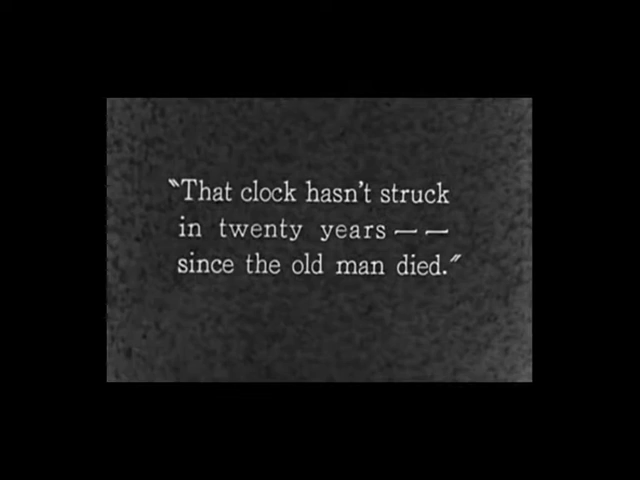 "That clock hasn't struck
in twenty years — —
since the old man died."